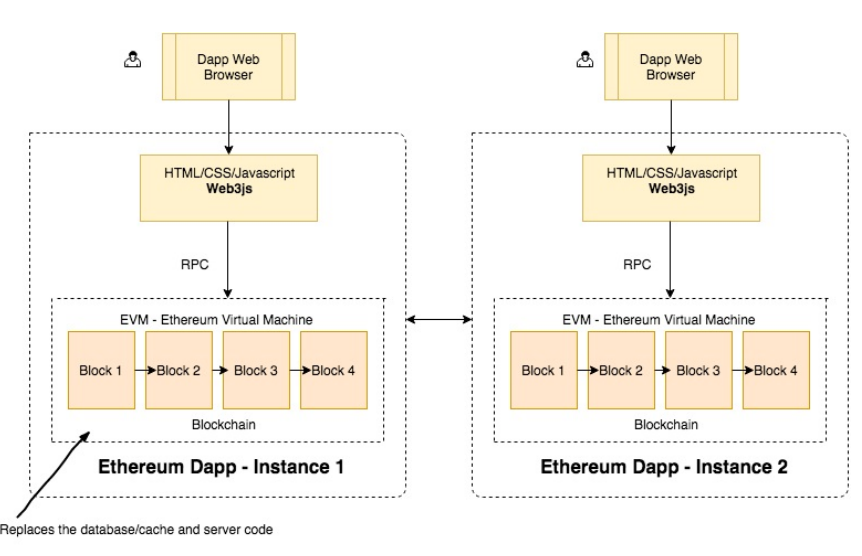 Dapp Web
Browser
Dapp Web
Browser
HTML/CSS/Javascript
Web3js
HTML/CSS/Javascript
Web3js
RPC
RPC
EVM - Ethereum Virtual Machine
EVM - Ethereum Virtual Machine
Block 1 Block 2 Block 3 Block 4
Block 1 Block 2 Block 3 Block 4
Blockchain
Blockchain
Ethereum Dapp - Instance 1
Ethereum Dapp - Instance 2
Replaces the database/cache and server code